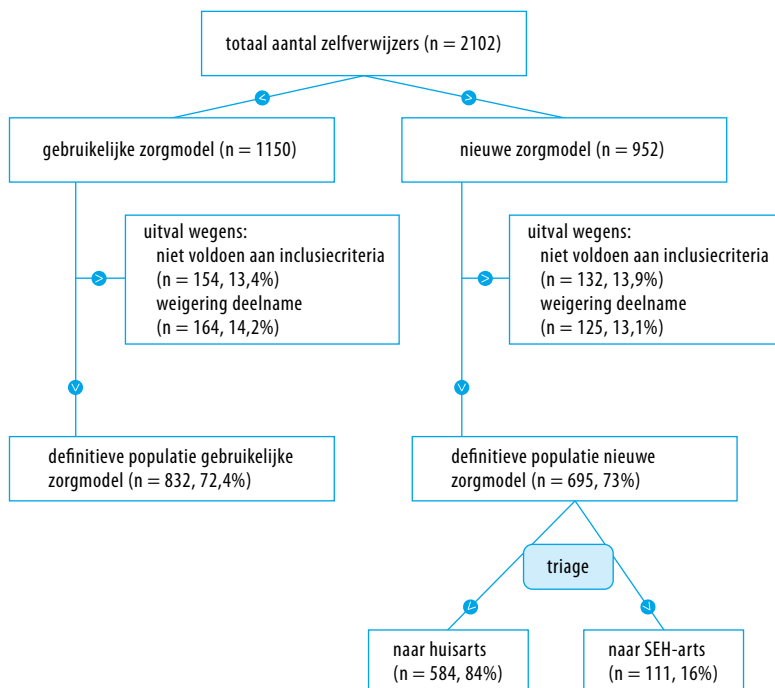 totaal aantal zelfverwijzers (n = 2102)
gebruikelijke zorgmodel (n = 1150)
nieuwe zorgmodel (n = 952)
uitval wegens:
niet voldoen aan inclusiecriteria
(n = 154, 13,4%)
weigering deelname
(n = 164, 14,2%)
uitval wegens:
niet voldoen aan inclusiecriteria
(n = 132, 13,9%)
weigering deelname
(n = 125, 13,1%)
definitieve populatie gebruikelijke
zorgmodel (n = 832, 72,4%)
definitieve populatie nieuwe
zorgmodel (n = 695, 73%)
triage
naar huisarts
(n = 584, 84%)
naar SEH-arts
(n = 111, 16%)